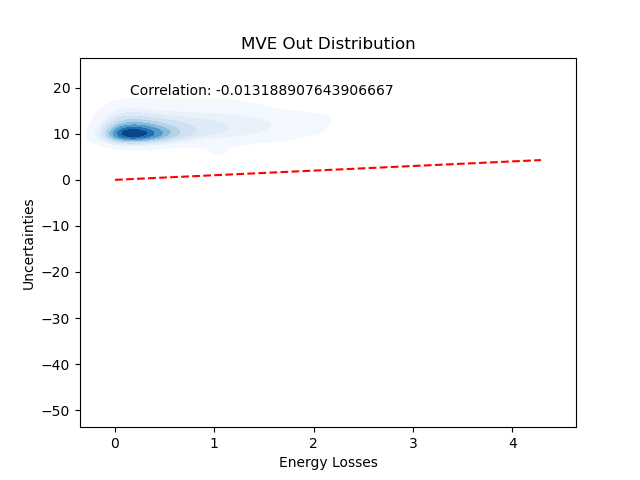 MVE Out Distribution
Correlation: -0.013188907643906667
20
10
0
−10
−20
−30
−40
−50
Uncertainties
0 1 2 3 4
Energy Losses